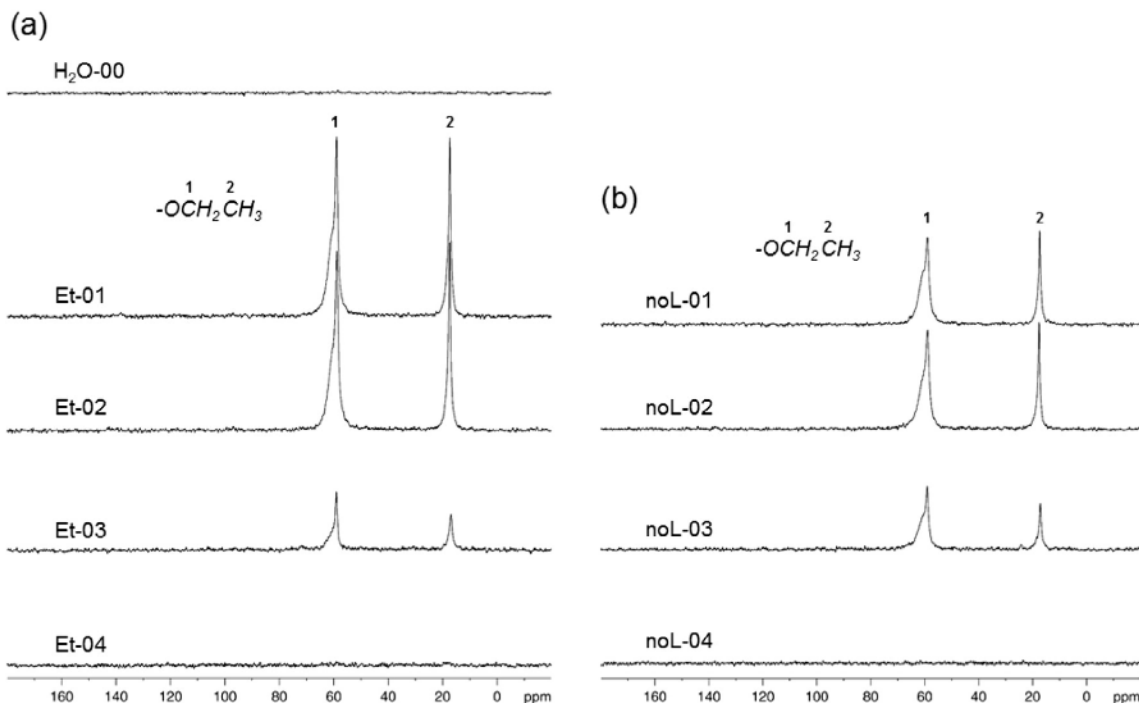 (a)
H₂O-00
1 2
1 2
-OCH₂CH₃
Et-01
Et-02
Et-03
Et-04
160 140 120 100 80 60 40 20 0 ppm
(b)
1 2
1 2
-OCH₂CH₃
noL-01
noL-02
noL-03
noL-04
160 140 120 100 80 60 40 20 0 ppm